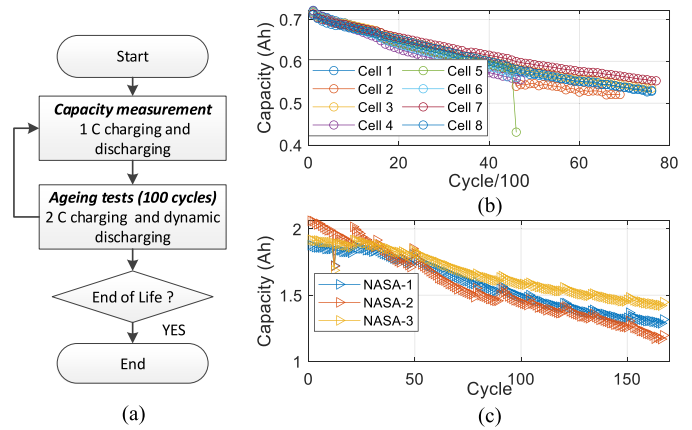 (a)
Start
Capacity measurement
1 C charging and
discharging
Ageing tests (100 cycles)
2 C charging and dynamic
discharging
End of Life ?
YES
End
(b)
Capacity (Ah)
0.7
0.6
0.5
0.4
Cell 1
Cell 2
Cell 3
Cell 4
Cell 5
Cell 6
Cell 7
Cell 8
0
20
40
60
80
Cycle/100
Capacity (Ah)
2
1.5
1
NASA-1
NASA-2
NASA-3
0
50
100
150
Cycle
(c)